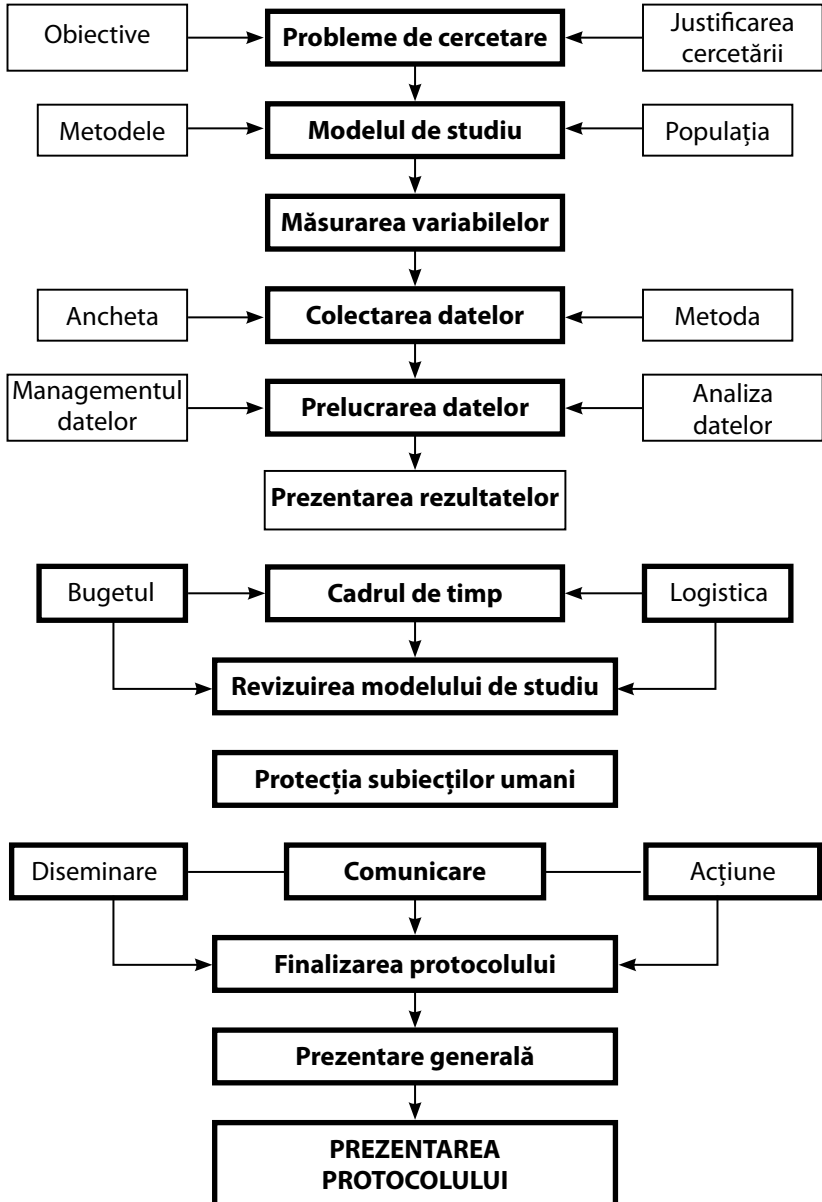 Obiective
Probleme de cercetare
Justificarea
cercetării
Metodele
Modelul de studiu
Populația
Măsurarea variabilelor
Ancheta
Colectarea datelor
Metoda
Managementul
datelor
Prelucrarea datelor
Analiza
datelor
Prezentarea rezultatelor
Bugetul
Cadrul de timp
Logistica
Revizuirea modelului de studiu
Protecția subiecților umani
Diseminare
Comunicare
Acțiune
Finalizarea protocolului
Prezentare generală
PREZENTAREA
PROTOCOLULUI